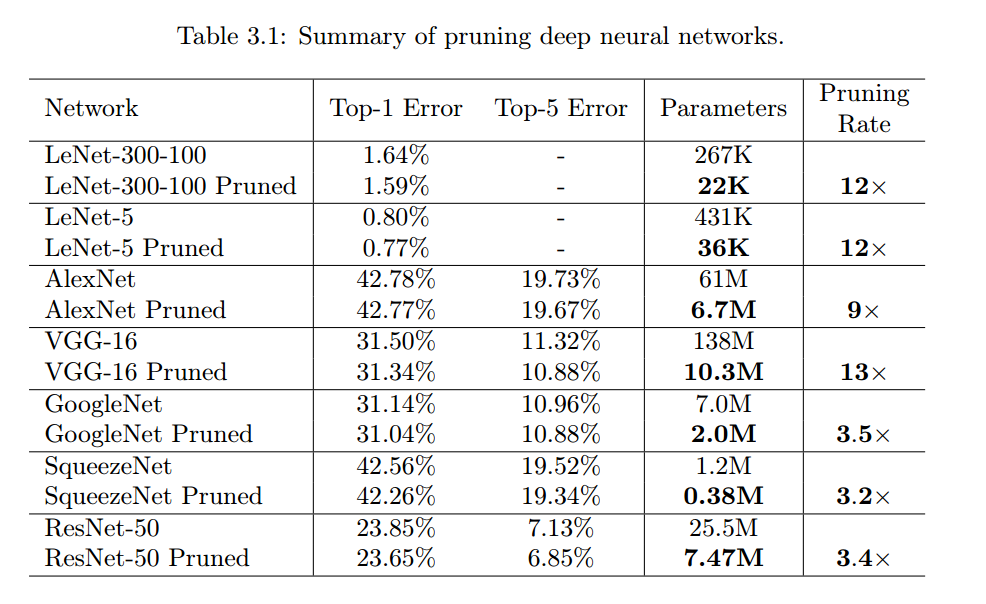 Table 3.1: Summary of pruning deep neural networks.
Network Top-1 Error Top-5 Error Parameters Pruning Rate
LeNet-300-100 1.64% - 267K
LeNet-300-100 Pruned 1.59% - 22K 12×
LeNet-5 0.80% - 431K
LeNet-5 Pruned 0.77% - 36K 12×
AlexNet 42.78% 19.73% 61M
AlexNet Pruned 42.77% 19.67% 6.7M 9×
VGG-16 31.50% 11.32% 138M
VGG-16 Pruned 31.34% 10.88% 10.3M 13×
GoogleNet 31.14% 10.96% 7.0M
GoogleNet Pruned 31.04% 10.88% 2.0M 3.5×
SqueezeNet 42.56% 19.52% 1.2M
SqueezeNet Pruned 42.26% 19.34% 0.38M 3.2×
ResNet-50 23.85% 7.13% 25.5M
ResNet-50 Pruned 23.65% 6.85% 7.47M 3.4×